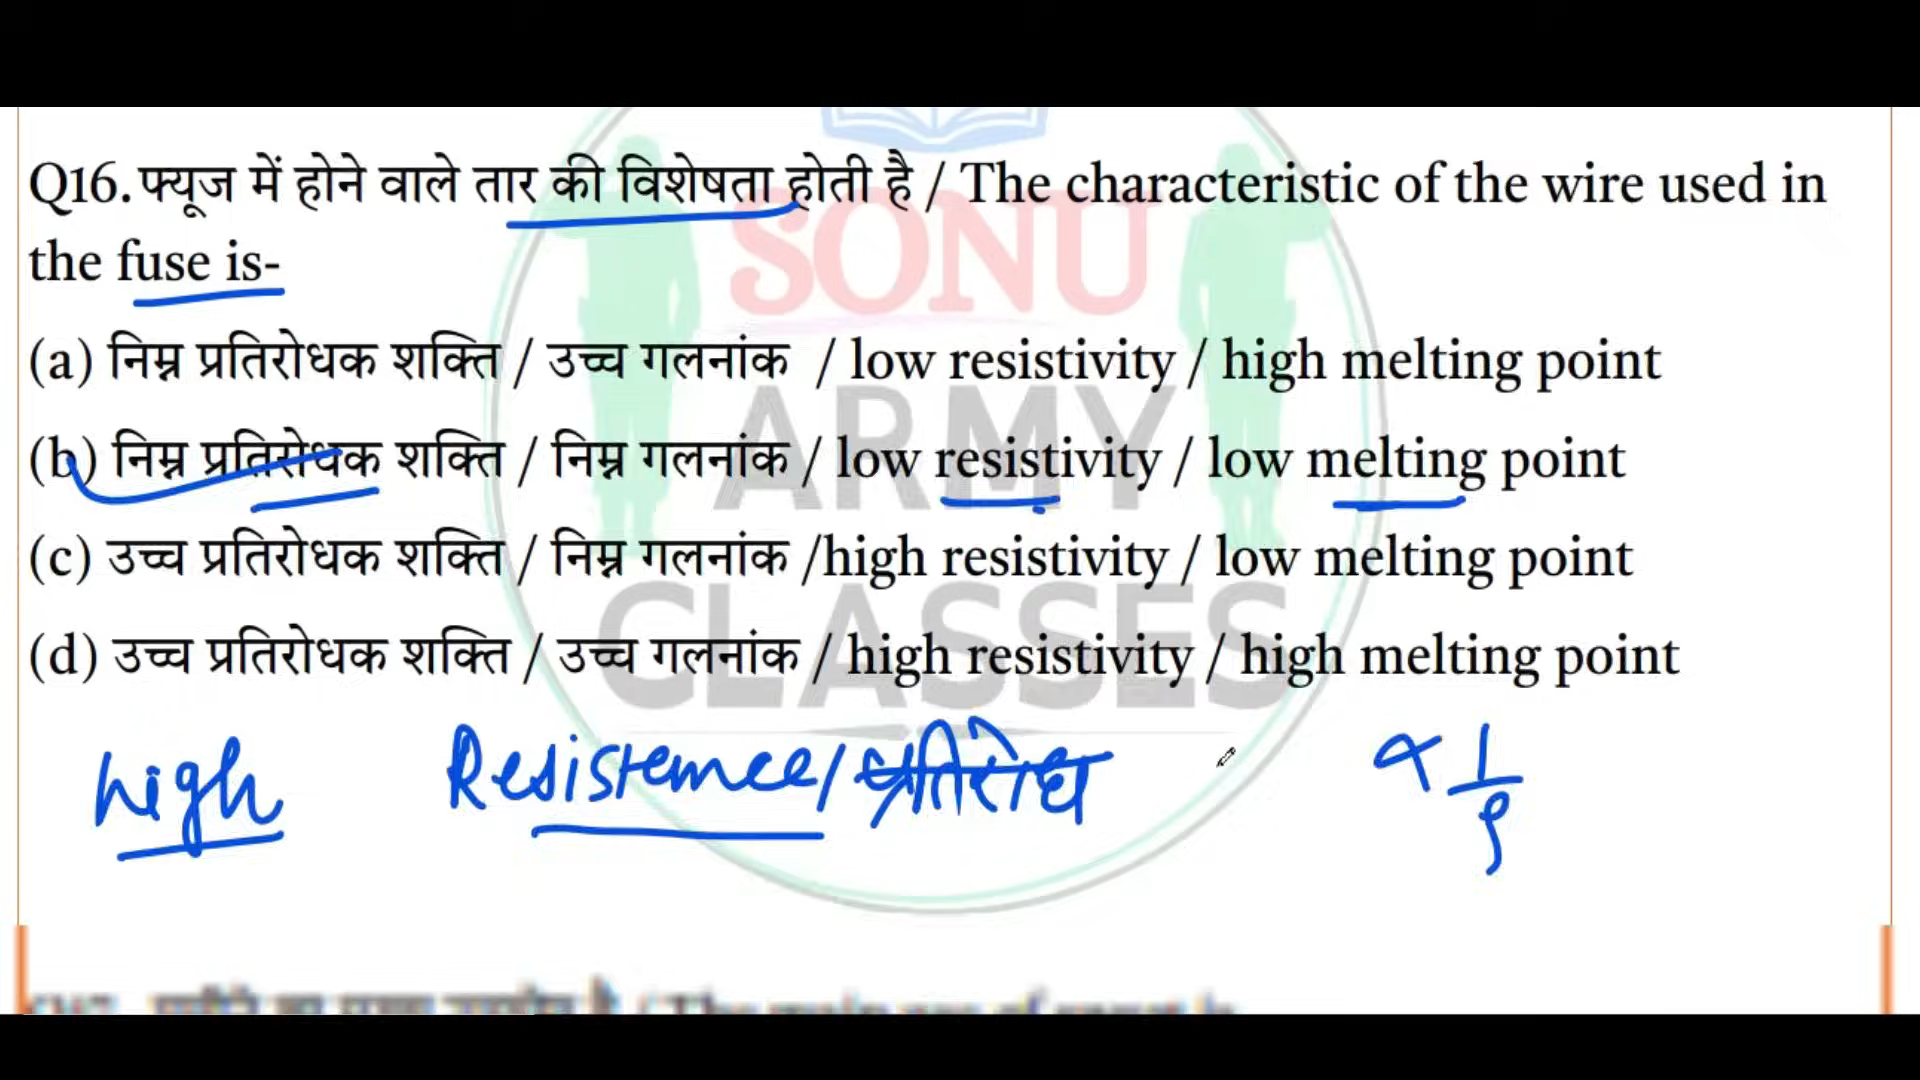 Q16. फ्यूज में होने वाले तार की विशेषता होती है / The characteristic of the wire used in
the fuse is-
(a) निम्न प्रतिरोधक शक्ति / उच्च गलनांक / low resistivity / high melting point
(b) निम्न प्रतिरोधक शक्ति / निम्न गलनांक / low resistivity / low melting point
(c) उच्च प्रतिरोधक शक्ति / निम्न गलनांक /high resistivity / low melting point
(d) उच्च प्रतिरोधक शक्ति / उच्च गलनांक / high resistivity / high melting point
high Resistemce/प्रतिरोध ∝ 1/ρ
SONU
ARMY
CLASSES